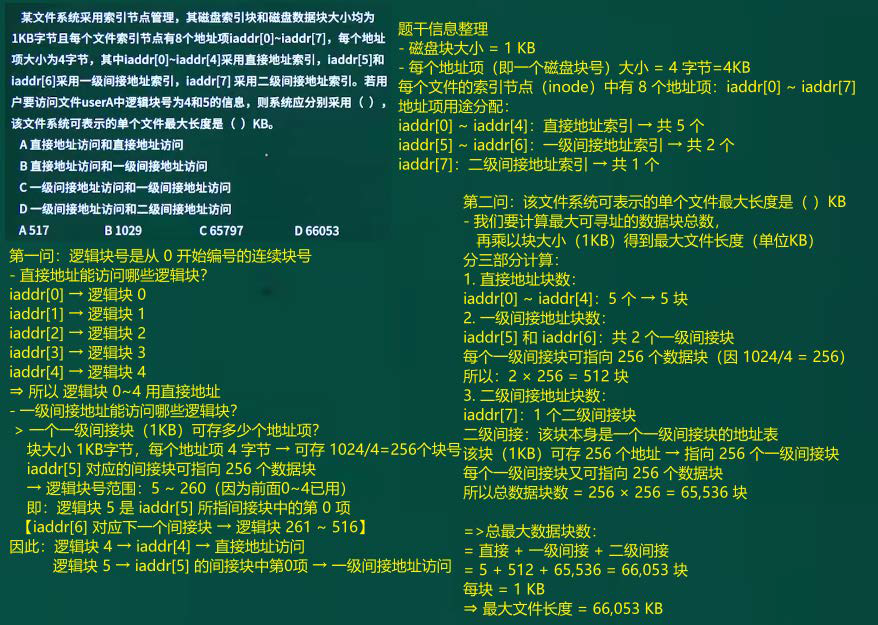 某文件系统采用索引节点管理，其磁盘索引块和磁盘数据块大小均为
1KB字节且每个文件索引节点有8个地址项iaddr[0]~iaddr[7]，每个地址
项大小为4字节，其中iaddr[0]~iaddr[4]采用直接地址索引，iaddr[5]和
iaddr[6]采用一级间接地址索引，iaddr[7] 采用二级间接地址索引。若用
户要访问文件userA中逻辑块号为4和5的信息，则系统应分别采用（ ），
该文件系统可表示的单个文件最大长度是（ ）KB。
A 直接地址访问和直接地址访问
B 直接地址访问和一级间接地址访问
C 一级问接地址访问和一级间接地址访问
D 一级间接地址访问和二级间接地址访问
A 517 B 1029 C 65797 D 66053
第一问：逻辑块号是从 0 开始编号的连续块号
- 直接地址能访问哪些逻辑块？
iaddr[0] → 逻辑块 0
iaddr[1] → 逻辑块 1
iaddr[2] → 逻辑块 2
iaddr[3] → 逻辑块 3
iaddr[4] → 逻辑块 4
⇒ 所以 逻辑块 0~4 用直接地址
- 一级间接地址能访问哪些逻辑块？
> 一个一级间接块（1KB）可存多少个地址项？
块大小 1KB字节，每个地址项 4 字节 → 可存 1024/4=256个块号
iaddr[5] 对应的间接块可指向 256 个数据块
→ 逻辑块号范围：5 ~ 260（因为前面0~4已用）
即：逻辑块 5 是 iaddr[5] 所指间接块中的第 0 项
【iaddr[6] 对应下一个间接块 → 逻辑块 261 ~ 516】
因此：逻辑块 4 → iaddr[4] → 直接地址访问
逻辑块 5 → iaddr[5] 的间接块中第0项 → 一级间接地址访问
题干信息整理
- 磁盘块大小 = 1 KB
- 每个地址项（即一个磁盘块号）大小 = 4 字节=4KB
每个文件的索引节点（inode）中有 8 个地址项：iaddr[0] ~ iaddr[7]
地址项用途分配：
iaddr[0] ~ iaddr[4]：直接地址索引 → 共 5 个
iaddr[5] ~ iaddr[6]：一级间接地址索引 → 共 2 个
iaddr[7]：二级间接地址索引 → 共 1 个
第二问：该文件系统可表示的单个文件最大长度是（ ）KB
- 我们要计算最大可寻址的数据块总数，
再乘以块大小（1KB）得到最大文件长度（单位KB）
分三部分计算：
1. 直接地址块数：
iaddr[0] ~ iaddr[4]：5 个 → 5 块
2. 一级间接地址块数：
iaddr[5] 和 iaddr[6]：共 2 个一级间接块
每个一级间接块可指向 256 个数据块（因 1024/4 = 256）
所以：2 × 256 = 512 块
3. 二级间接地址块数：
iaddr[7]：1 个二级间接块
二级间接：该块本身是一个一级间接块的地址表
该块（1KB）可存 256 个地址 → 指向 256 个一级间接块
每个一级间接块又可指向 256 个数据块
所以总数据块数 = 256 × 256 = 65,536 块
=>总最大数据块数：
= 直接 + 一级间接 + 二级间接
= 5 + 512 + 65,536 = 66,053 块
每块 = 1 KB
⇒ 最大文件长度 = 66,053 KB